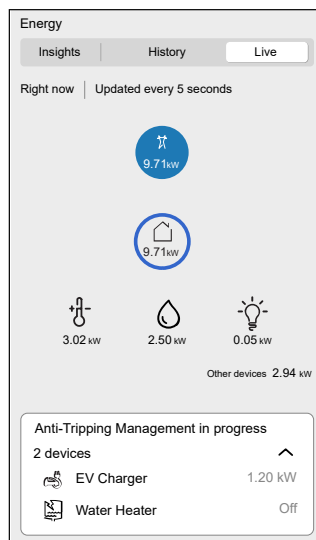 Energy
Insights History Live
Right now Updated every 5 seconds
9.71kW
9.71kW
3.02 kW 2.50 kW 0.05 kW
Other devices 2.94 kW
Anti-Tripping Management in progress
2 devices
EV Charger 1.20 kW
Water Heater Off